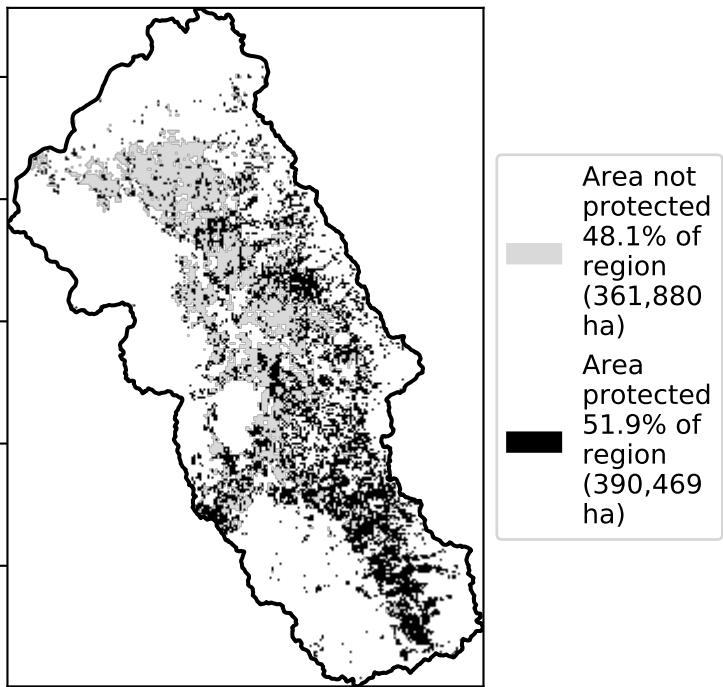 Area not
protected
48.1% of
region
(361,880
ha)
Area
protected
51.9% of
region
(390,469
ha)